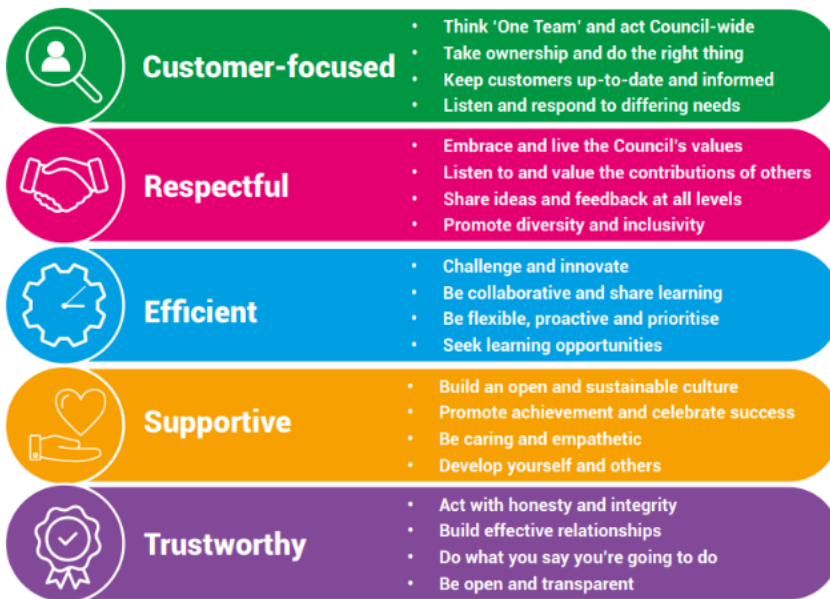 Customer-focused
• Think ‘One Team’ and act Council-wide
• Take ownership and do the right thing
• Keep customers up-to-date and informed
• Listen and respond to differing needs
Respectful
• Embrace and live the Council's values
• Listen to and value the contributions of others
• Share ideas and feedback at all levels
• Promote diversity and inclusivity
Efficient
• Challenge and innovate
• Be collaborative and share learning
• Be flexible, proactive and prioritise
• Seek learning opportunities
Supportive
• Build an open and sustainable culture
• Promote achievement and celebrate success
• Be caring and empathetic
• Develop yourself and others
Trustworthy
• Act with honesty and integrity
• Build effective relationships
• Do what you say you're going to do
• Be open and transparent